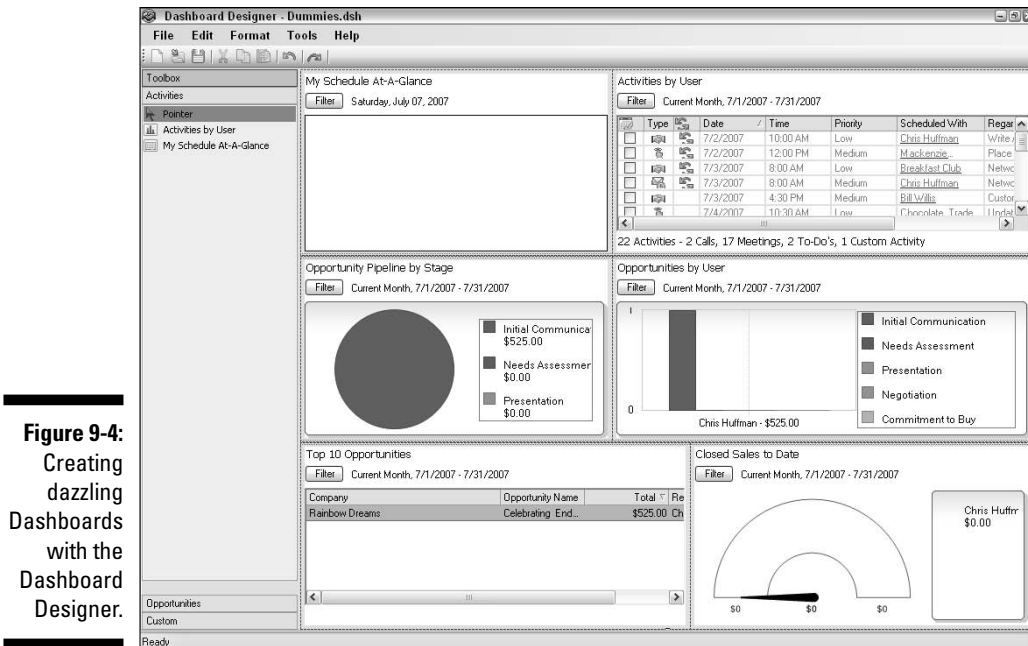 Dashboard Designer - Dummies.dsh
File Edit Format Tools Help
Toolbox
Activities
Pointer
Activities by User
My Schedule At-A-Glance
Opportunities
Custom
Ready
My Schedule At-A-Glance
Filter Saturday, July 07, 2007
Activities by User
Filter Current Month, 7/1/2007 - 7/31/2007
Type Date Time Priority Scheduled With Regar
7/2/2007 10:00 AM Low Chris Huffman Write
7/2/2007 12:00 PM Medium Mackenzie... Place
7/3/2007 8:00 AM Low Breakfast Club Netwo
7/3/2007 8:00 AM Medium Chris Huffman Netwo
7/3/2007 4:30 PM Medium Bill Willis Custor
7/4/2007 10:30 AM Low Chocolate Trade Updat
22 Activities - 2 Calls, 17 Meetings, 2 To-Do's, 1 Custom Activity
Opportunity Pipeline by Stage
Filter Current Month, 7/1/2007 - 7/31/2007
Initial Communica
$525.00
Needs Assessmer
$0.00
Presentation
$0.00
Opportunities by User
Filter Current Month, 7/1/2007 - 7/31/2007
1
0
Chris Huffman - $525.00
Initial Communication
Needs Assessment
Presentation
Negotiation
Commitment to Buy
Top 10 Opportunities
Filter Current Month, 7/1/2007 - 7/31/2007
Company Opportunity Name Total Re
Rainbow Dreams Celebrating End... $525.00 Ch
Closed Sales to Date
Filter Current Month, 7/1/2007 - 7/31/2007
$0 $0 $0
Chris Huffm
$0.00
Figure 9-4:
Creating
dazzling
Dashboards
with the
Dashboard
Designer.